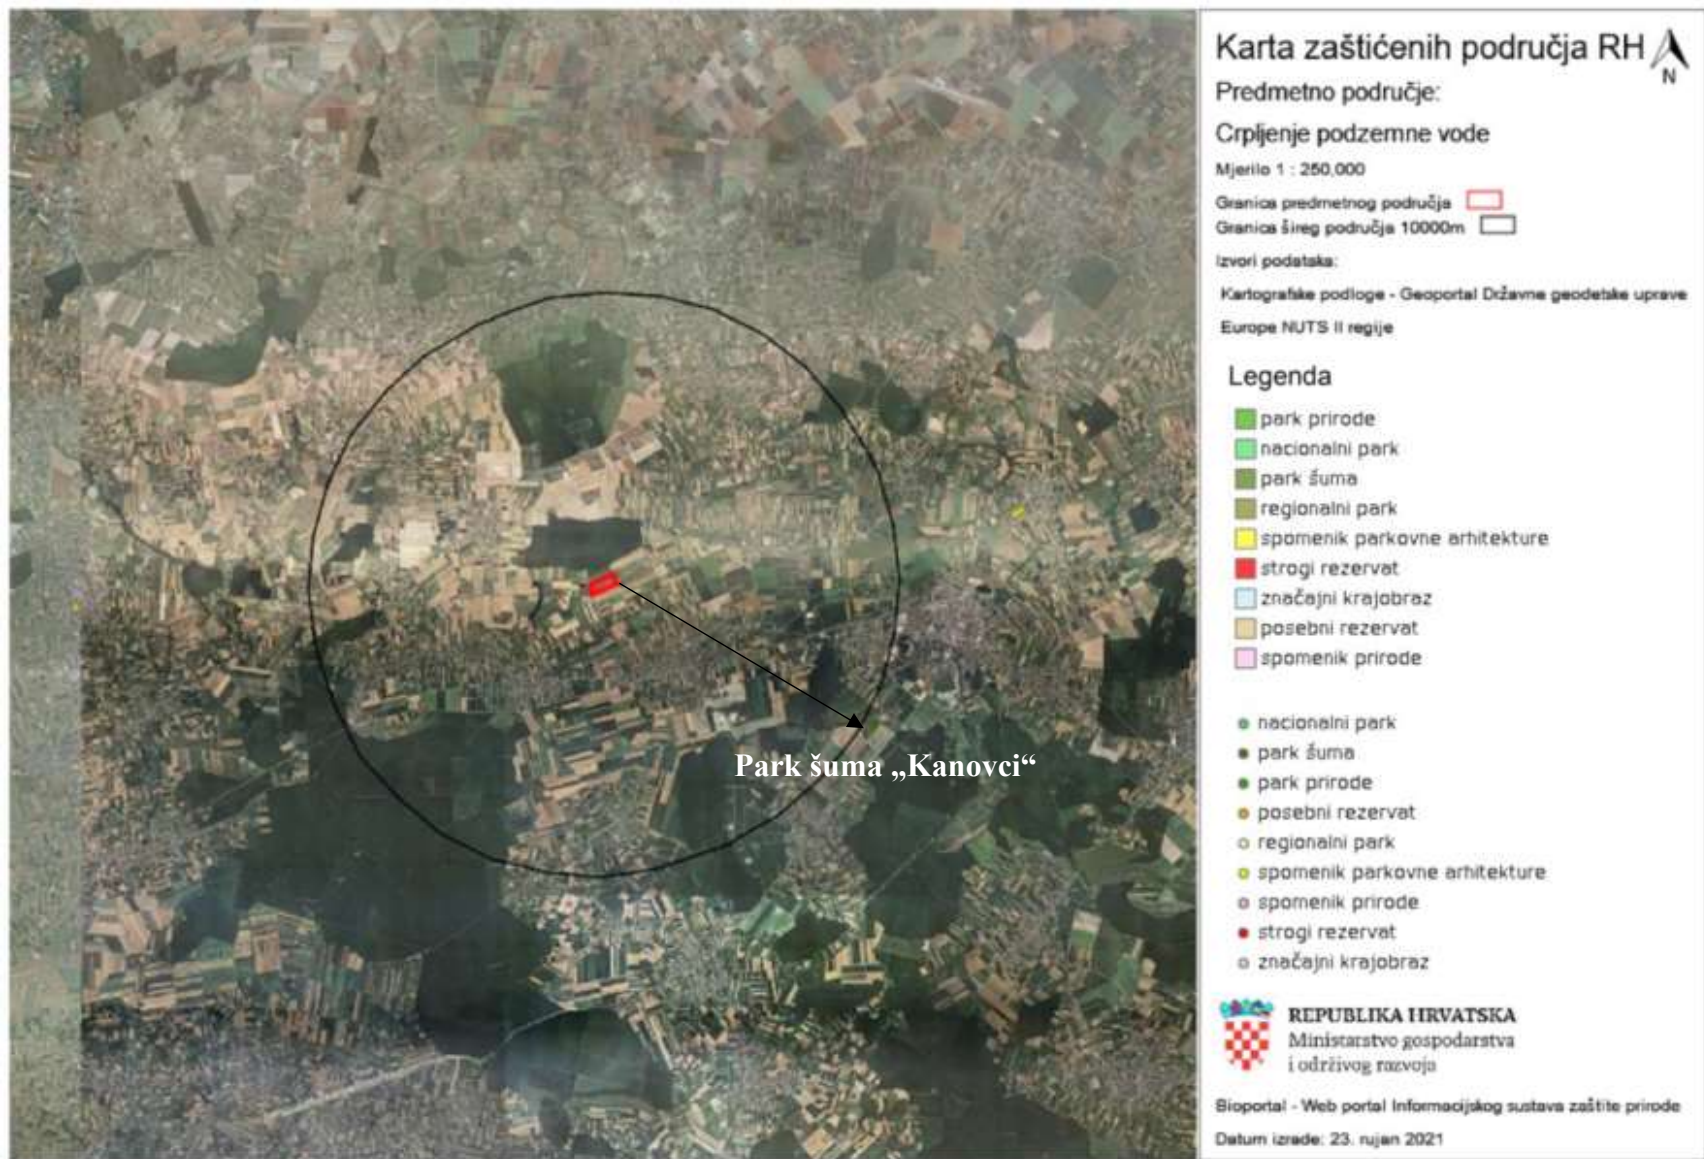 Karta zaštićenih područja RH
N
Predmetno područje:
Crpljenje podzemne vode
Mjerilo 1 : 250,000
Granica predmetnog područja
Granica šireg područja 10000m
Izvori podataka:
Kartografske podloge - Geoportal Državne geodetske uprave
Europe NUTS II regije
Legenda
park prirode
nacionalni park
park šuma
regionalni park
spomenik parkovne arhitekture
strogi rezervat
značajni krajobraz
posebni rezervat
spomenik prirode
nacionalni park
park šuma
park prirode
posebni rezervat
regionalni park
spomenik parkovne arhitekture
spomenik prirode
strogi rezervat
značajni krajobraz
REPUBLIKA HRVATSKA
Ministarstvo gospodarstva
i održivog razvoja
Bioportal - Web portal Informacijskog sustava zaštite prirode
Datum izrade: 23. rujan 2021
Park šuma „Kanovci“